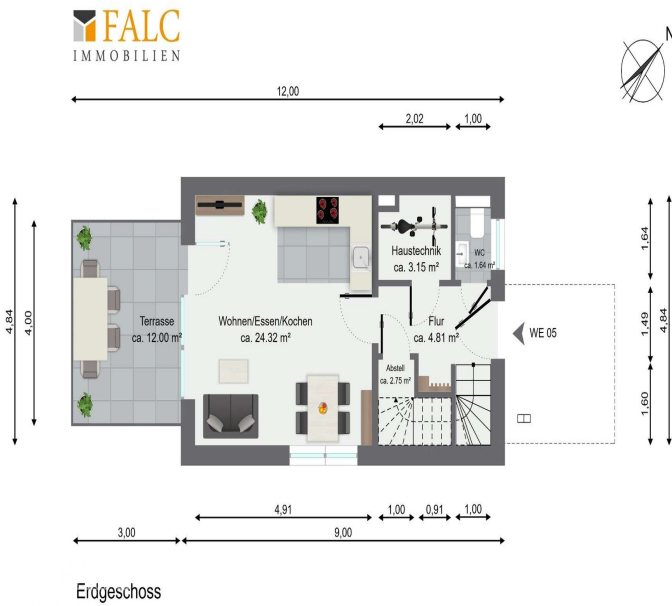 FALC
IMMOBILIEN
N
12,00
2,02
1,00
4,84
4,00
Haustechnik
ca. 3.15 m²
WC
ca. 1.64 m²
1,64
Terrasse
ca. 12.00 m²
Wohnen/Essen/Kochen
ca. 24.32 m²
Flur
ca. 4.81 m²
WE 05
1,49
4,84
Abstell
ca. 2.75 m²
1,60
4,91
1,00
0,91
1,00
3,00
9,00
Erdgeschoss